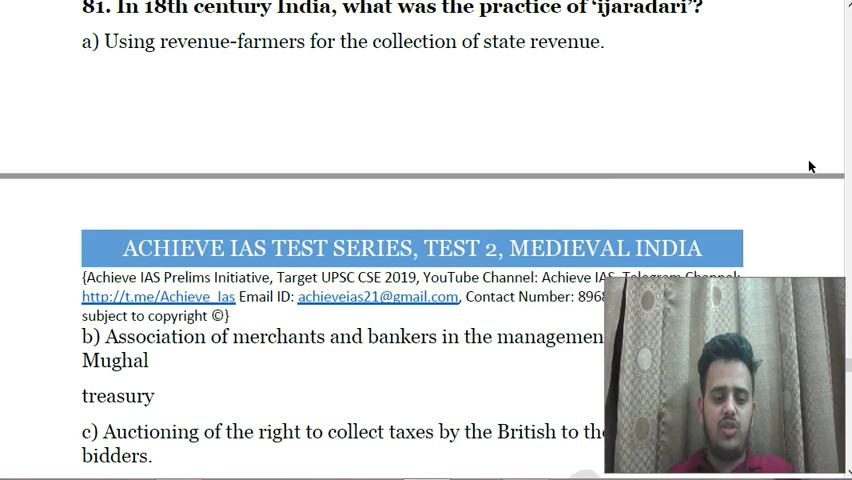 81. In 18th century India, what was the practice of ‘ijaradari’?
a) Using revenue-farmers for the collection of state revenue.
ACHIEVE IAS TEST SERIES, TEST 2, MEDIEVAL INDIA
{Achieve IAS Prelims Initiative, Target UPSC CSE 2019, YouTube Channel: Achieve IAS, Telegram Channel:
http://t.me/Achieve_Ias Email ID: achieveias21@gmail.com, Contact Number:
subject to copyright ©}
b) Association of merchants and bankers in the
Mughal
treasury
c) Auctioning of the right to collect taxes by the British to the
bidders.